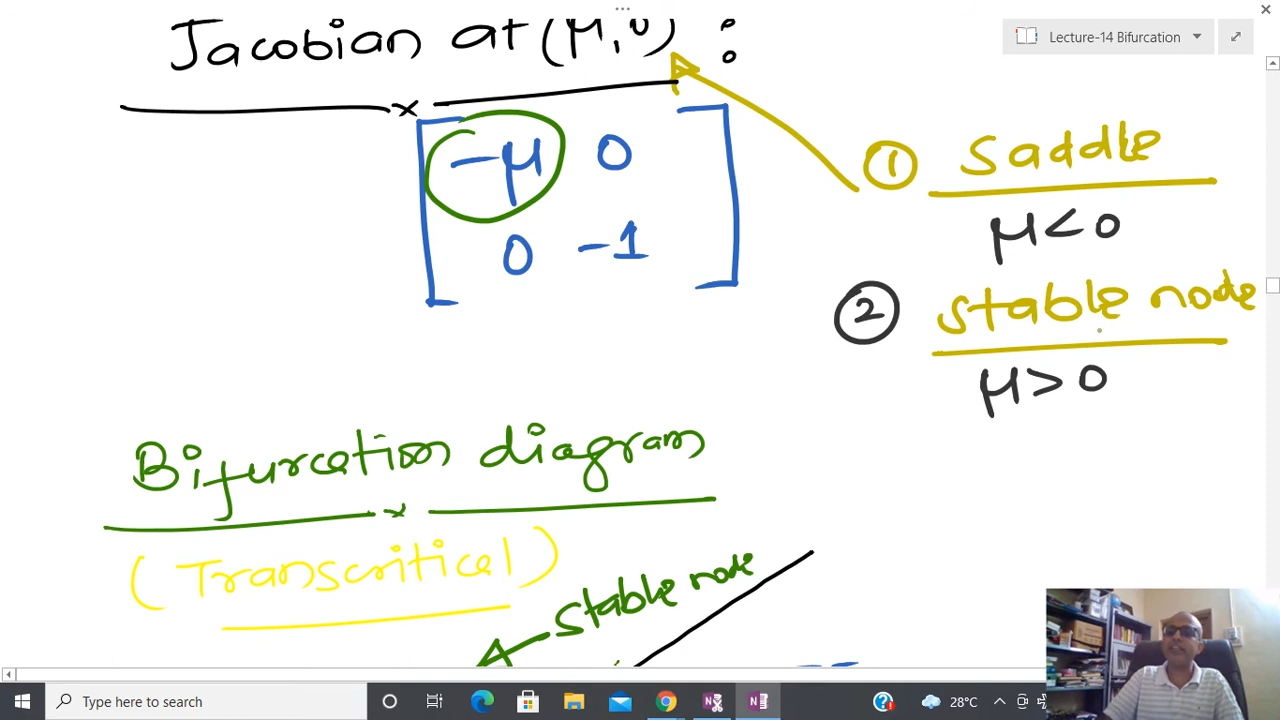 Lecture-14 Bifurcation
Jacobian at (μ, 0) :
-μ 0
0 -1
① Saddle
μ < 0
② stable node
μ > 0
Bifurcation diagram
(Transcritical)
stable node
Type here to search
28°C